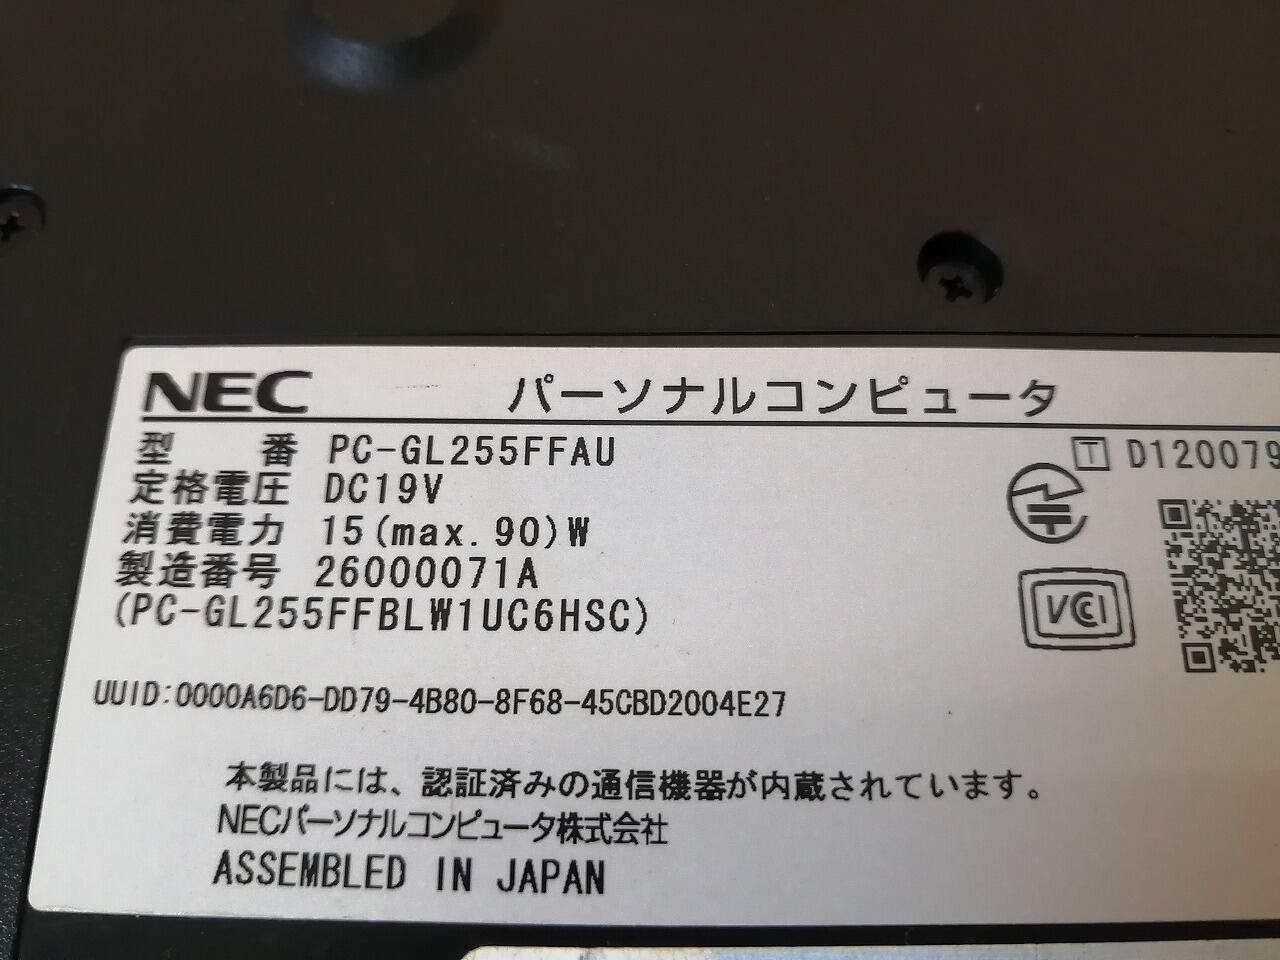 NEC パーソナルコンピュータ
型 番 PC-GL255FFAU
定格電圧 DC19V
消費電力 15(max.90)W
製造番号 26000071A
(PC-GL255FFBLW1UC6HSC)
T D120079
VCCI
UUID:0000A6D6-DD79-4B80-8F68-45CBD2004E27
本製品には、認証済みの通信機器が内蔵されています。
NECパーソナルコンピュータ株式会社
ASSEMBLED IN JAPAN